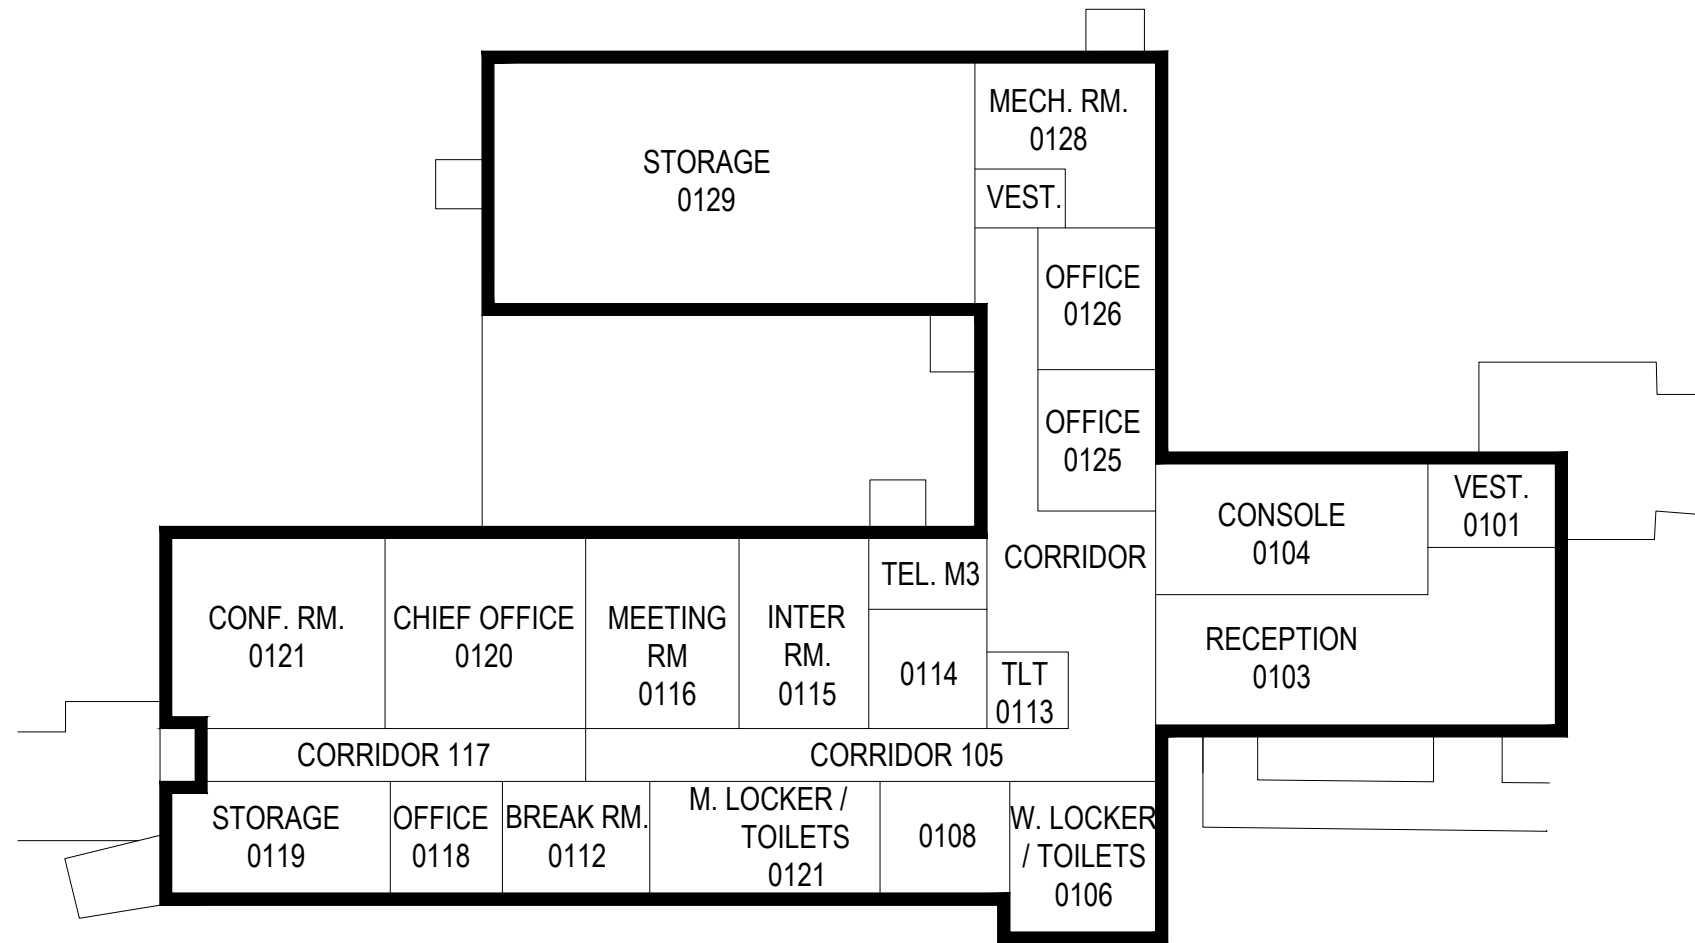 MECH. RM.
0128
STORAGE
0129
VEST.
OFFICE
0126
OFFICE
0125
VEST.
0101
CONSOLE
0104
CORRIDOR
TEL. M3
CONF. RM.
0121
CHIEF OFFICE
0120
MEETING
RM
0116
INTER
RM.
0115
0114
TLT
0113
RECEPTION
0103
CORRIDOR 117
CORRIDOR 105
STORAGE
0119
OFFICE
0118
BREAK RM.
0112
M. LOCKER /
TOILETS
0121
0108
W. LOCKER
/ TOILETS
0106